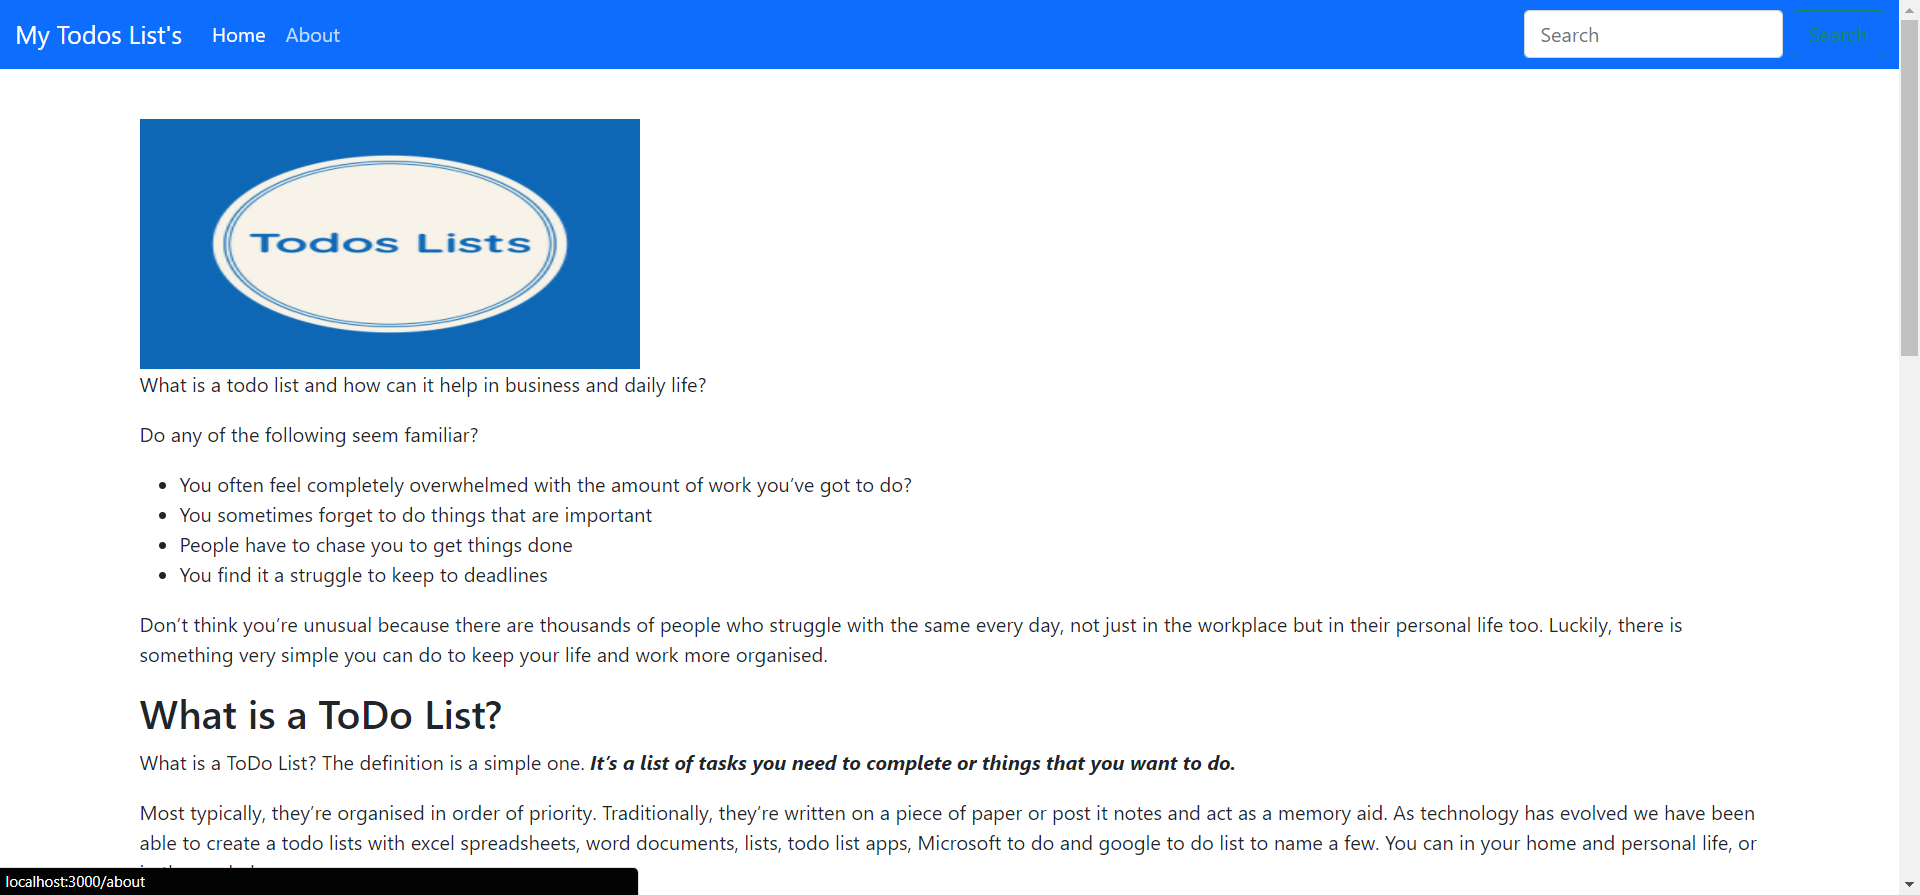 My Todos List's Home About Search Search
Todos Lists
What is a todo list and how can it help in business and daily life?
Do any of the following seem familiar?
• You often feel completely overwhelmed with the amount of work you’ve got to do?
• You sometimes forget to do things that are important
• People have to chase you to get things done
• You find it a struggle to keep to deadlines
Don’t think you’re unusual because there are thousands of people who struggle with the same every day, not just in the workplace but in their personal life too. Luckily, there is
something very simple you can do to keep your life and work more organised.
What is a ToDo List?
What is a ToDo List? The definition is a simple one. It’s a list of tasks you need to complete or things that you want to do.
Most typically, they’re organised in order of priority. Traditionally, they’re written on a piece of paper or post it notes and act as a memory aid. As technology has evolved we have been
able to create a todo lists with excel spreadsheets, word documents, lists, todo list apps, Microsoft to do and google to do list to name a few. You can in your home and personal life, or
localhost:3000/about